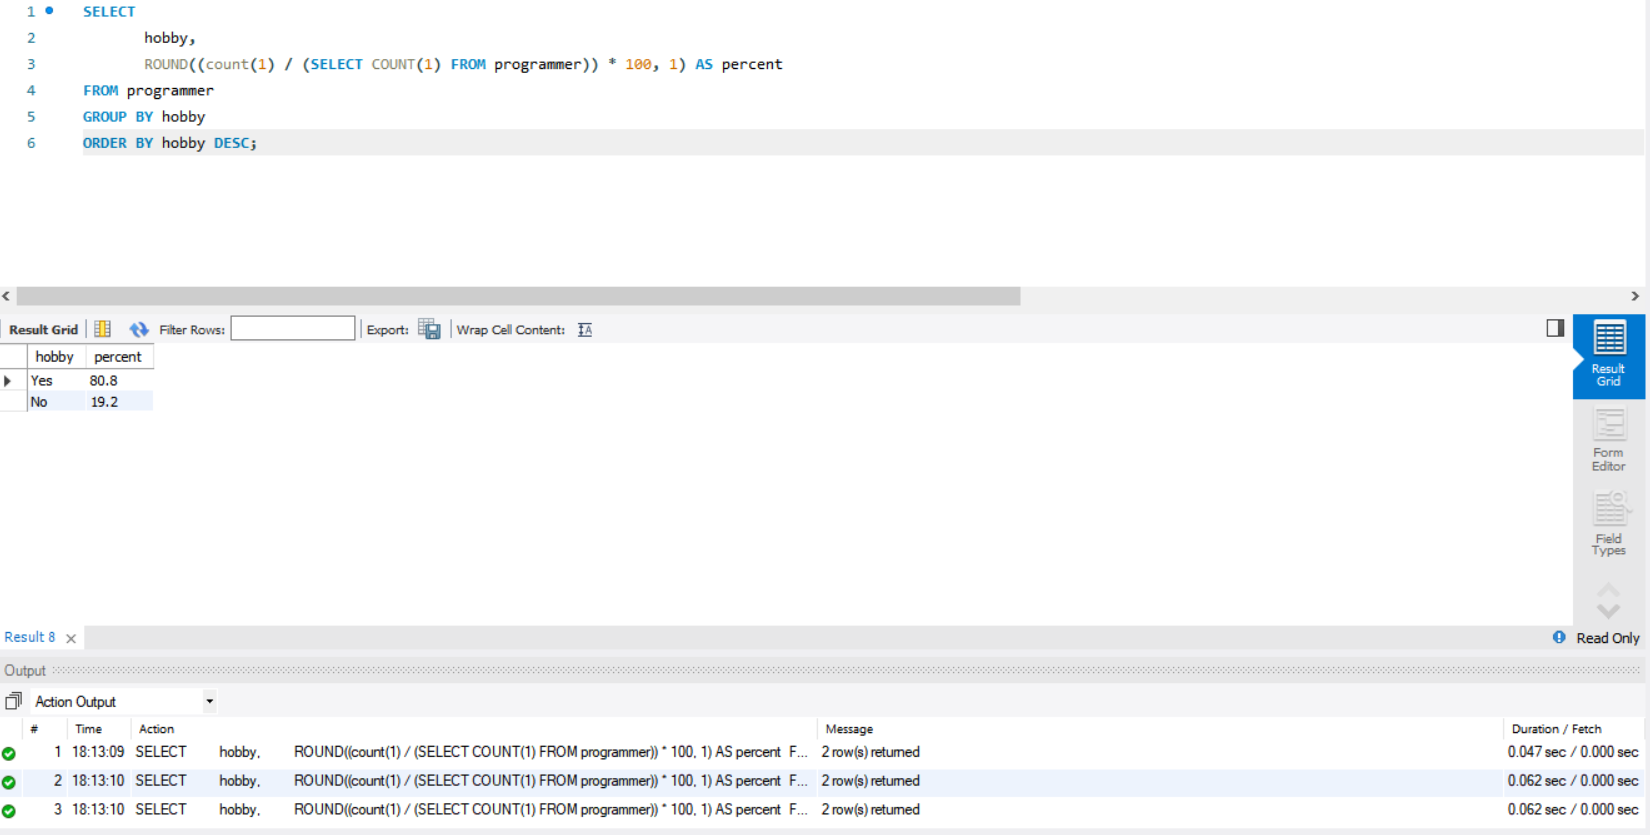 1 SELECT
2 hobby,
3 ROUND((count(1) / (SELECT COUNT(1) FROM programmer)) * 100, 1) AS percent
4 FROM programmer
5 GROUP BY hobby
6 ORDER BY hobby DESC;
Result Grid Filter Rows: Export: Wrap Cell Content: IA
hobby percent
Yes 80.8
No 19.2
Result
Grid
Form
Editor
Field
Types
Result 8 Read Only
Output
Action Output
# Time Action Message Duration / Fetch
1 18:13:09 SELECT hobby, ROUND((count(1) / (SELECT COUNT(1) FROM programmer)) * 100, 1) AS percent F... 2 row(s) returned 0.047 sec / 0.000 sec
2 18:13:10 SELECT hobby, ROUND((count(1) / (SELECT COUNT(1) FROM programmer)) * 100, 1) AS percent F... 2 row(s) returned 0.062 sec / 0.000 sec
3 18:13:10 SELECT hobby, ROUND((count(1) / (SELECT COUNT(1) FROM programmer)) * 100, 1) AS percent F... 2 row(s) returned 0.062 sec / 0.000 sec